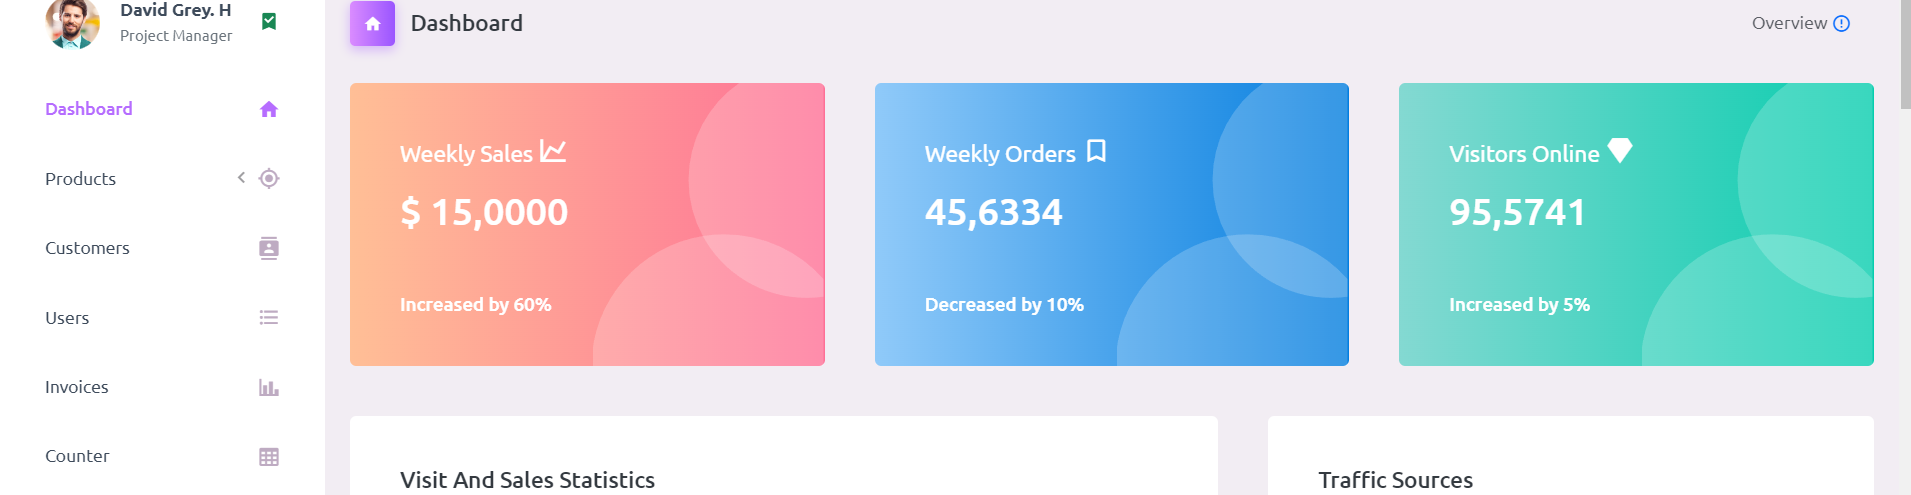 David Grey. H
Project Manager
Dashboard
Products
Customers
Users
Invoices
Counter
Dashboard
Overview
Weekly Sales
$ 15,0000
Increased by 60%
Weekly Orders
45,6334
Decreased by 10%
Visitors Online
95,5741
Increased by 5%
Visit And Sales Statistics
Traffic Sources